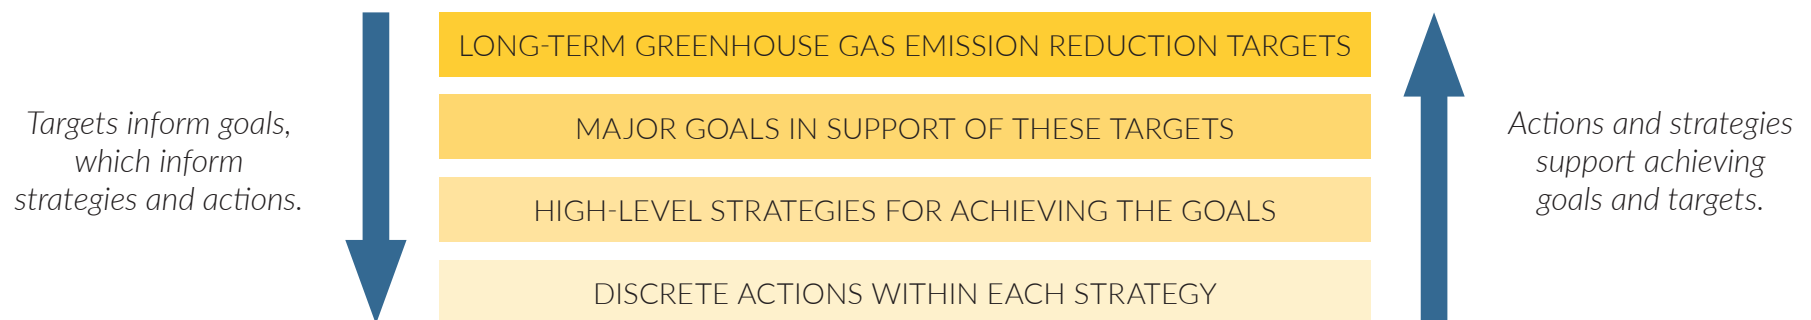 Targets inform goals,
which inform
strategies and actions.
LONG-TERM GREENHOUSE GAS EMISSION REDUCTION TARGETS
MAJOR GOALS IN SUPPORT OF THESE TARGETS
HIGH-LEVEL STRATEGIES FOR ACHIEVING THE GOALS
DISCRETE ACTIONS WITHIN EACH STRATEGY
Actions and strategies
support achieving
goals and targets.